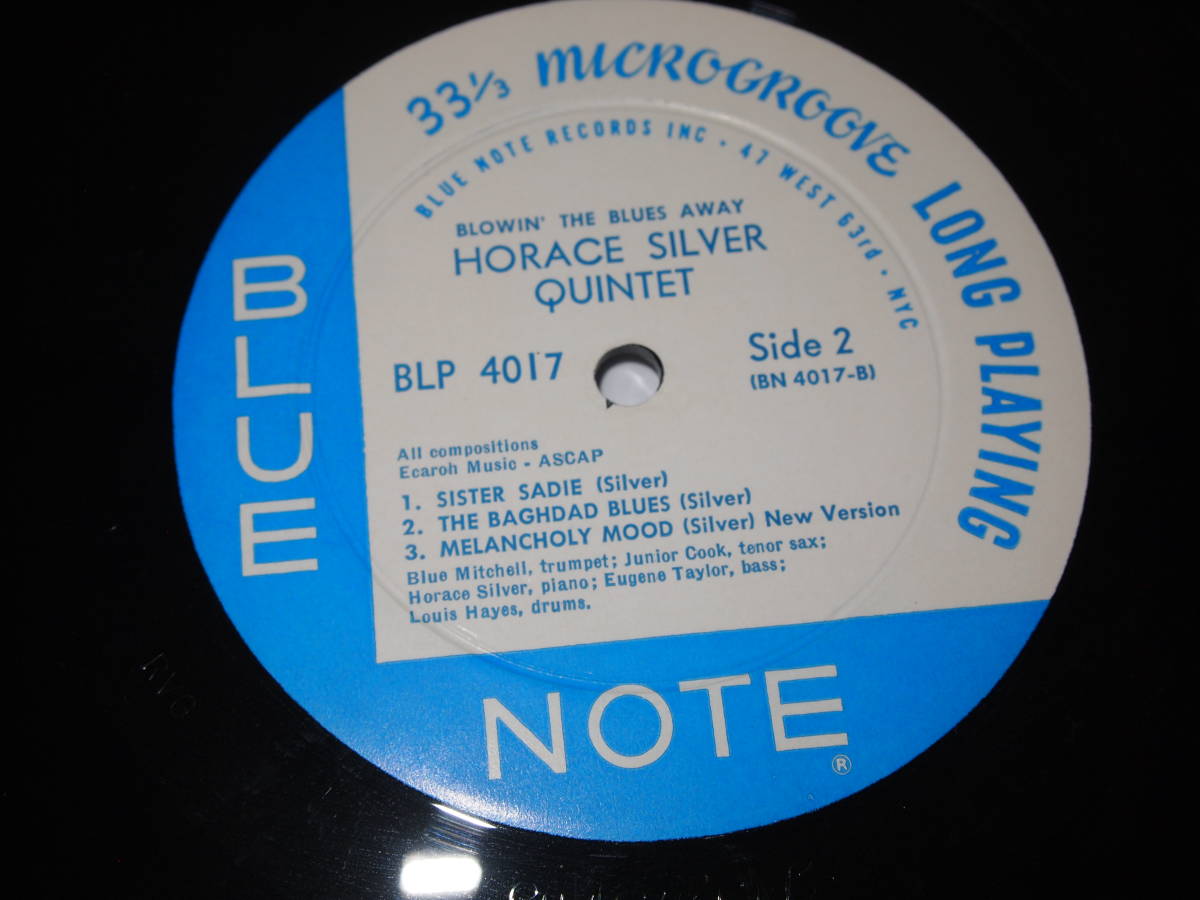 33⅓ MICROGROOVE LONG PLAYING
BLUE NOTE RECORDS INC · 47 WEST 63rd · NYC
BLOWIN' THE BLUES AWAY
HORACE SILVER
QUINTET
BLP 4017
Side 2
(BN 4017-B)
All compositions
Ecaroh Music - ASCAP
1. SISTER SADIE (Silver)
2. THE BAGHDAD BLUES (Silver)
3. MELANCHOLY MOOD (Silver) New Version
Blue Mitchell, trumpet; Junior Cook, tenor sax;
Horace Silver, piano; Eugene Taylor, bass;
Louis Hayes, drums.
BLUE
NOTE ®